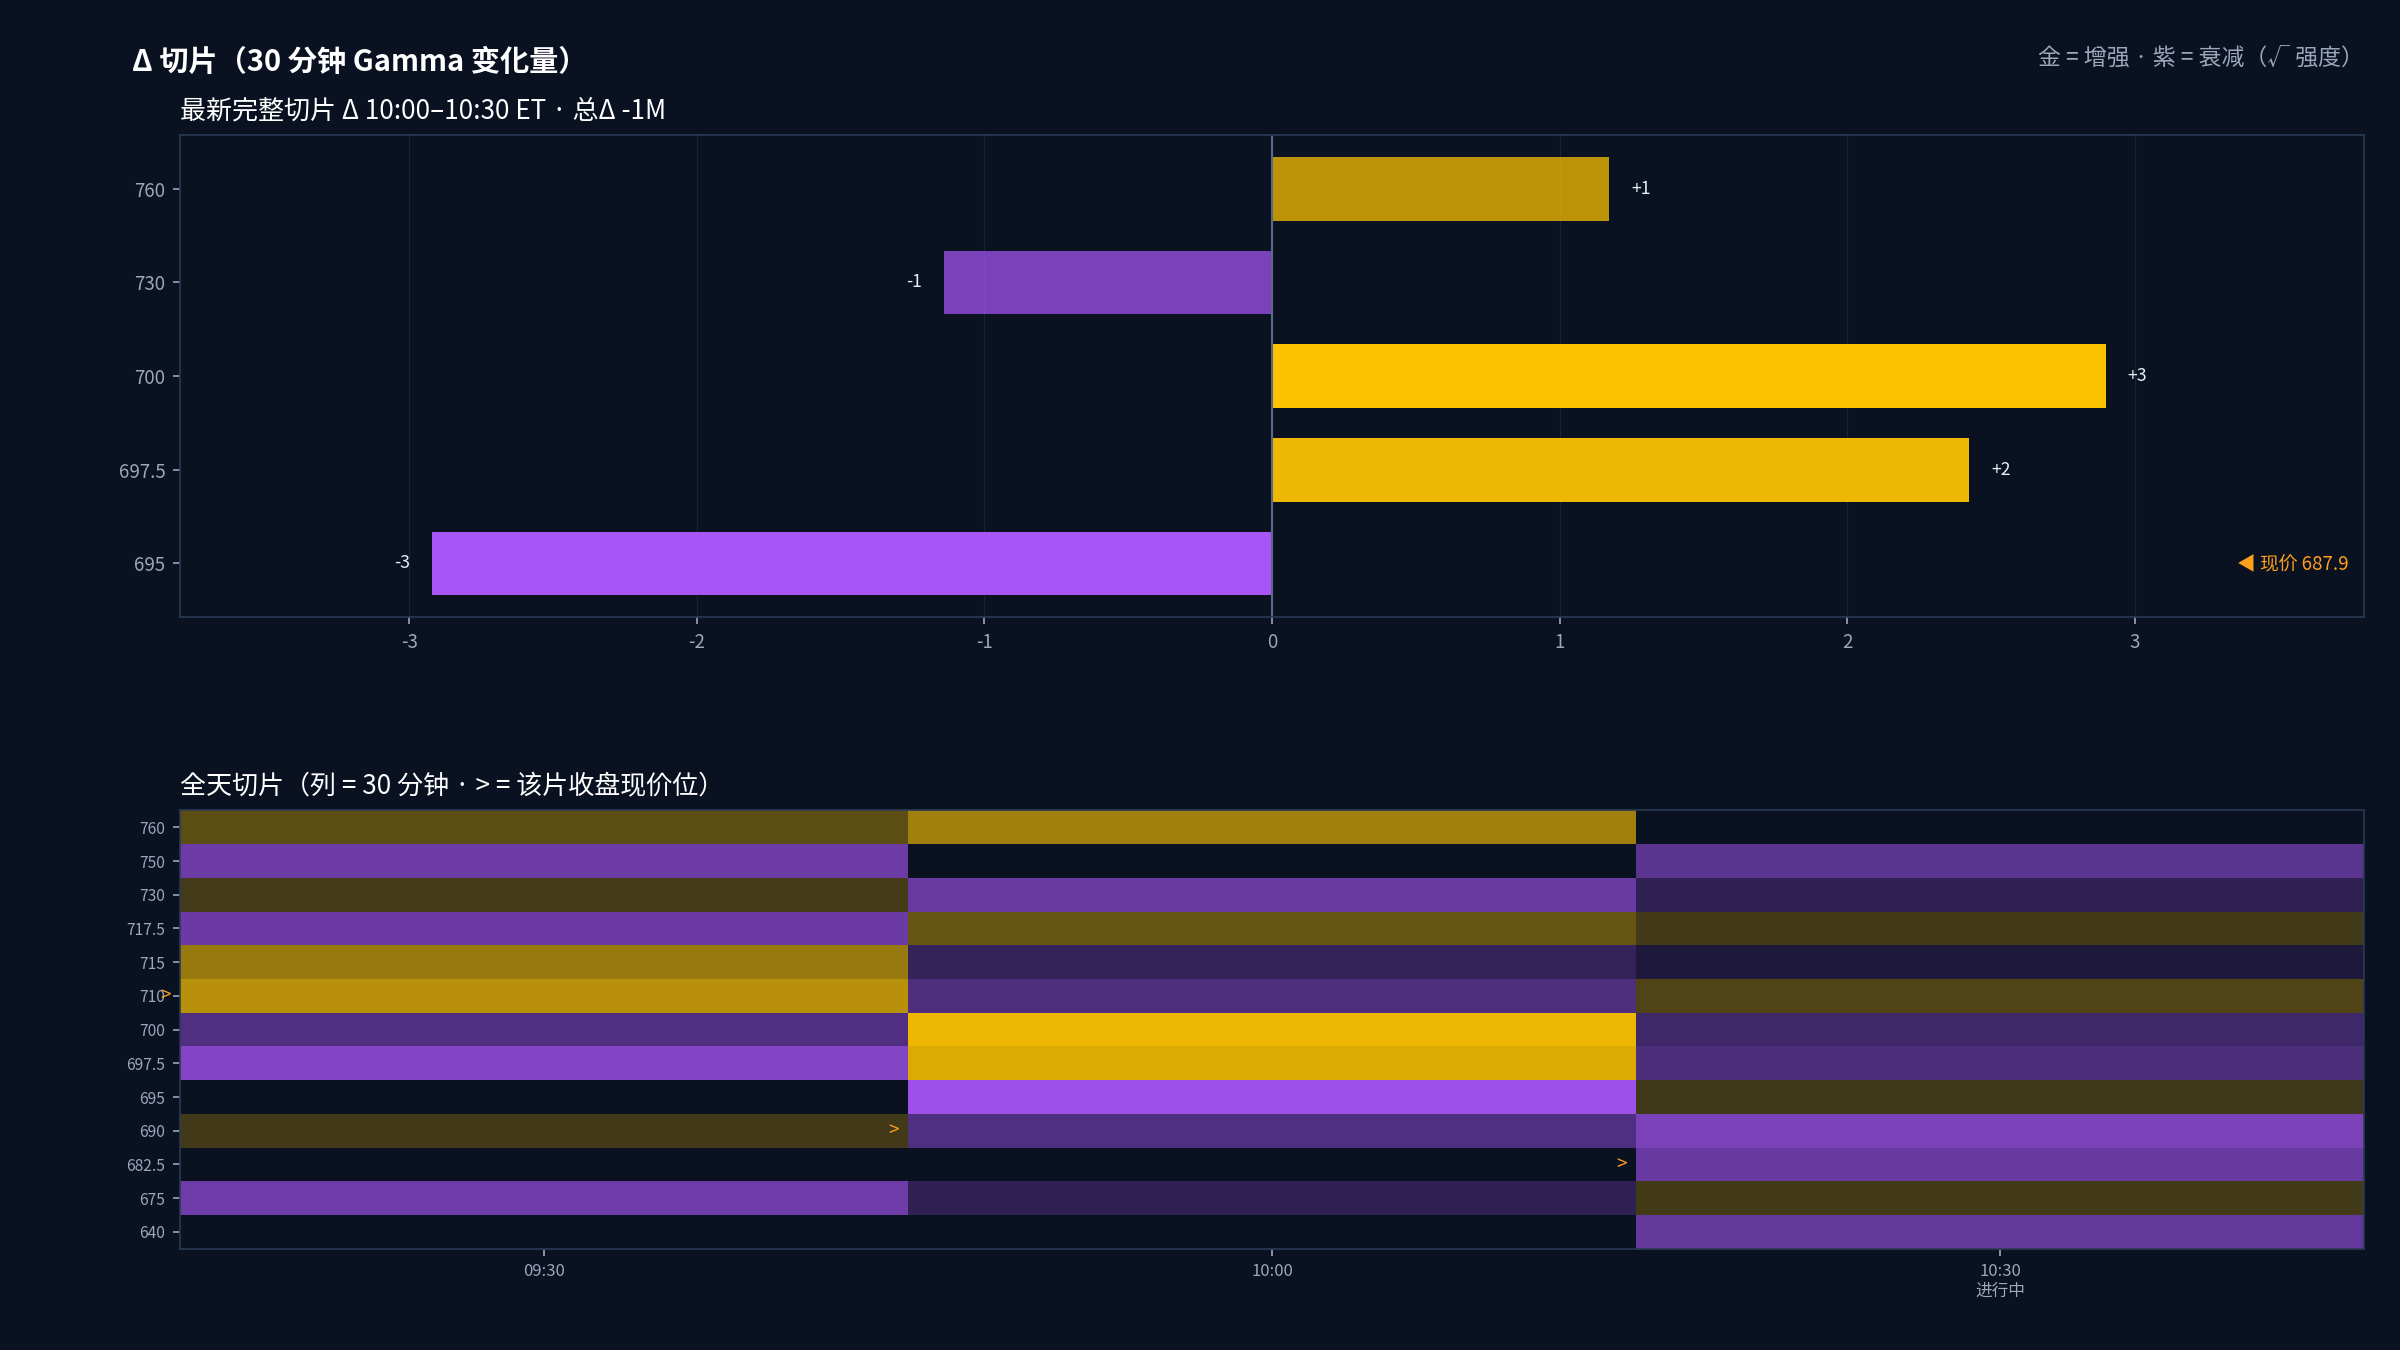 Δ 切片（30 分钟 Gamma 变化量）
金 = 增强 · 紫 = 衰减（√ 强度）
最新完整切片 Δ 10:00–10:30 ET · 总Δ -1M
760
+1
730
-1
700
+3
697.5
+2
695
-3
◀ 现价 687.9
-3 -2 -1 0 1 2 3
全天切片（列 = 30 分钟 · > = 该片收盘现价位）
760
750
730
717.5
715
710 >
700
697.5
695
690 >
682.5 >
675
640
09:30 10:00 10:30
进行中